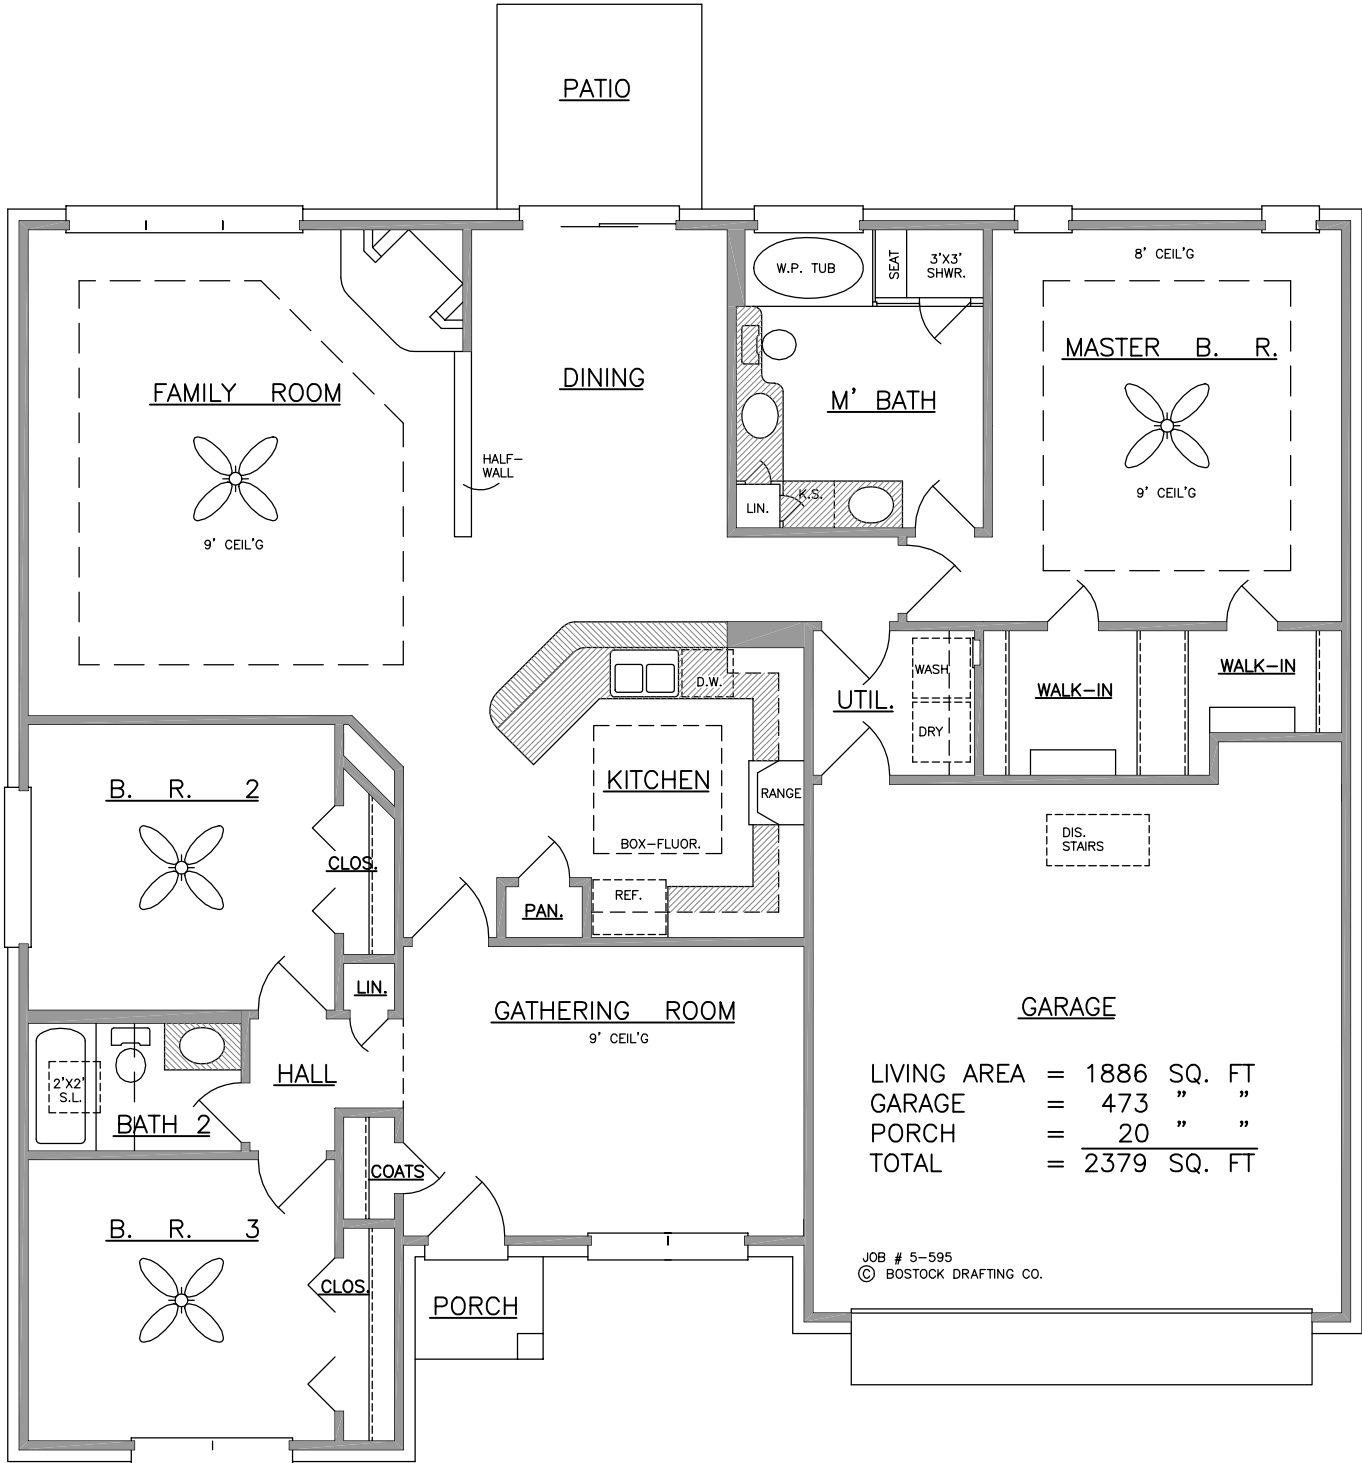 PATIO
8' CEIL'G
W.P. TUB
SEAT
3'X3'
SHWR.
MASTER B. R.
9' CEIL'G
FAMILY ROOM
9' CEIL'G
DINING
M' BATH
HALF-
WALL
LIN.
K.S.
WASH
DRY
UTIL.
WALK-IN
WALK-IN
D.W.
KITCHEN
BOX-FLUOR.
RANGE
REF.
PAN.
B. R. 2
CLOS.
LIN.
DIS.
STAIRS
GATHERING ROOM
9' CEIL'G
HALL
2'X2'
S.L.
BATH 2
COATS
B. R. 3
CLOS.
PORCH
GARAGE
LIVING AREA = 1886 SQ. FT
GARAGE = 473 " "
PORCH = 20 " "
TOTAL = 2379 SQ. FT
JOB # 5-595
© BOSTOCK DRAFTING CO.